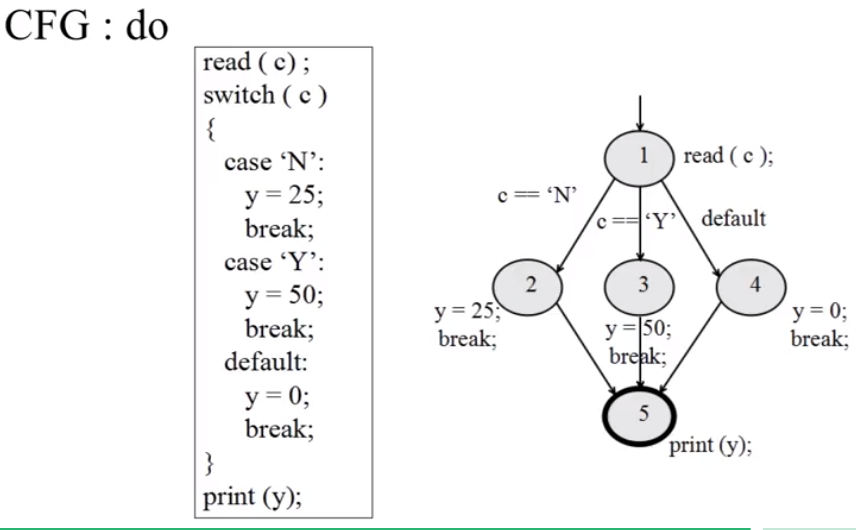 CFG : do
read ( c) ;
switch ( c )
{
case ‘N’:
y = 25;
break;
case ‘Y’:
y = 50;
break;
default:
y = 0;
break;
}
print (y);
1
read ( c );
c == ‘N’
c == ‘Y’
default
2
3
4
y = 25;
break;
y = 50;
break;
y = 0;
break;
5
print (y);